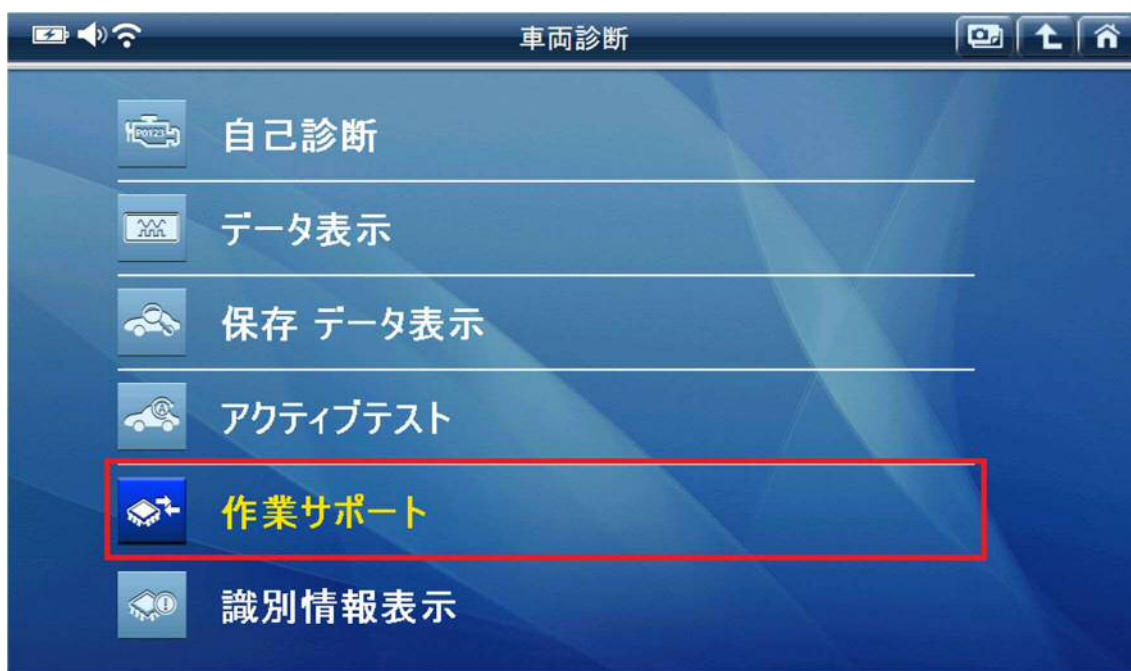 車両診断
P0123
自己診断
データ表示
保存 データ表示
アクティブテスト
作業サポート
識別情報表示